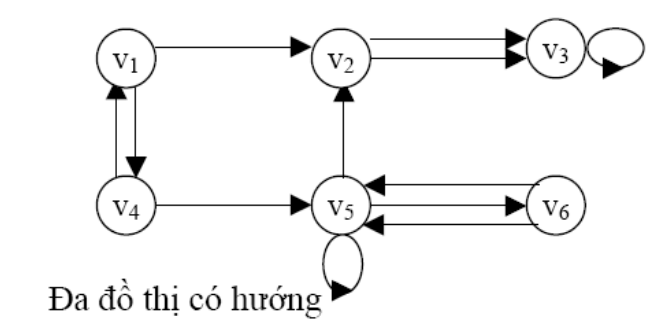 v1
v2
v3
v4
v5
v6
Đa đồ thị có hướng